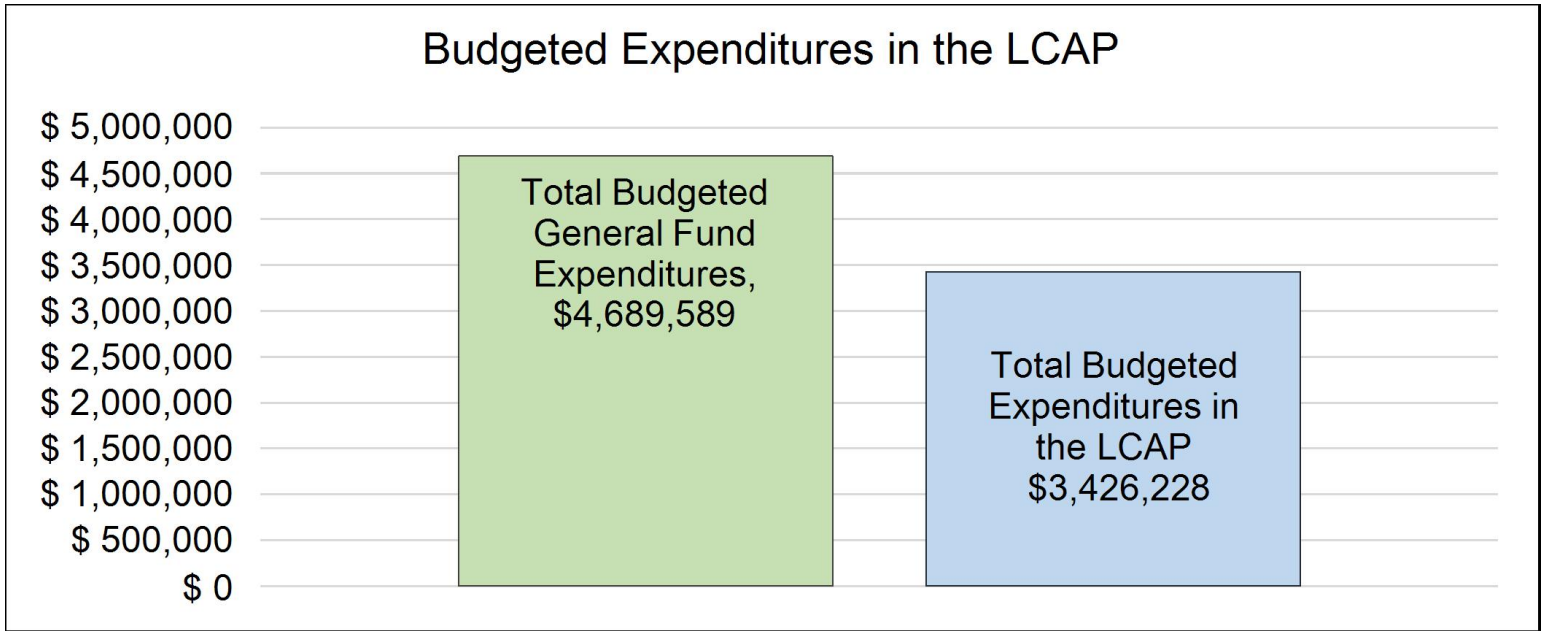 Budgeted Expenditures in the LCAP
$ 5,000,000
$ 4,500,000
$ 4,000,000
$ 3,500,000
$ 3,000,000
$ 2,500,000
$ 2,000,000
$ 1,500,000
$ 1,000,000
$ 500,000
$ 0
Total Budgeted
General Fund
Expenditures,
$4,689,589
Total Budgeted
Expenditures in
the LCAP
$3,426,228